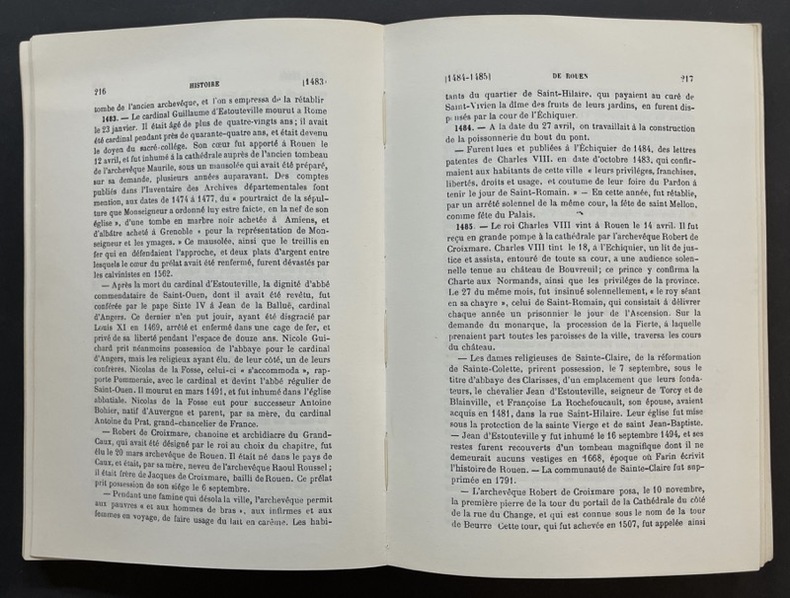 216 HISTOIRE [1483]
tombe de l'ancien archevêque, et l'on s'empressa de la rétablir
1483. — Le cardinal Guillaume d'Estouteville mourut à Rome
le 23 janvier. Il était âgé de plus de quatre-vingts ans; il avait
été cardinal pendant près de quarante-quatre ans, et était devenu
le doyen du sacré-collége. Son cœur fut apporté à Rouen le
12 avril, et fut inhumé à la cathédrale auprès de l'ancien tombeau
de l'archevêque Maurile, sous un mausolée qui avait été préparé,
sur sa demande, plusieurs années auparavant. Des comptes
publiés dans l'Inventaire des Archives départementales font
mention, aux dates de 1474 à 1477, du « pourtraict de la sépul-
ture que Monseigneur a ordonné luy estre faicte, en la nef de son
église », d'une tombe en marbre noir achetée à Amiens, et
d'albâtre acheté à Grenoble « pour la représentation de Mon-
seigneur et les ymages. » Ce mausolée, ainsi que le treillis en
fer qui en défendaient l'approche, et deux plats d'argent entre
lesquels le cœur du prélat avait été renfermé, furent dévastés par
les calvinistes en 1562.
— Après la mort du cardinal d'Estouteville, la dignité d'abbé
commendataire de Saint-Ouen, dont il avait été revêtu, fut
conférée par le pape Sixte IV à Jean de la Ballue, cardinal
d'Angers. Ce dernier n'en put jouir, ayant été disgracié par
Louis XI en 1469, arrêté et enfermé dans une cage de fer, et
privé de sa liberté pendant l'espace de douze ans. Nicole Gui-
chard prit néanmoins possession de l'abbaye pour le cardinal
d'Angers, mais les religieux ayant élu, de leur côté, un de leurs
confrères, Nicolas de la Fosse, celui-ci « s'accommoda », rap-
porte Pommeraie, avec le cardinal et devint l'abbé régulier de
Saint-Ouen. Il mourut en mars 1491, et fut inhumé dans l'église
abbatiale. Nicolas de la Fosse eut pour successeur Antoine
Bohier, natif d'Auvergne et parent, par sa mère, du cardinal
Antoine du Prat, grand-chancelier de France.
— Robert de Croixmare, chanoine et archidiacre du Grand-
Caux, qui avait été désigné par le roi au choix du chapitre, fut
élu le 20 mars archevêque de Rouen. Il était né dans le pays de
Caux, et était, par sa mère, neveu de l'archevêque Raoul Roussel;
il était frère de Jacques de Croixmare, bailli de Rouen. Ce prélat
prit possession de son siége le 6 septembre.
— Pendant une famine qui désola la ville, l'archevêque permit
aux pauvres « et aux hommes de bras », aux infirmes et aux
femmes en voyage, de faire usage du lait en carême. Les habi-
[1484-1485] DE ROUEN 217
tants du quartier de Saint-Hilaire, qui payaient au curé de
Saint-Vivien la dîme des fruits de leurs jardins, en furent dis-
pensés par la cour de l'Échiquier.
1484. — A la date du 27 avril, on travaillait à la construction
de la poissonnerie du bout du pont.
— Furent lues et publiées à l'Échiquier de 1484, des lettres
patentes de Charles VIII, en date d'octobre 1483, qui confir-
maient aux habitants de cette ville « leurs privilèges, franchises,
libertés, droits et usage, et coutume de leur foire du Pardon à
tenir le jour de Saint-Romain. » — En cette année, fut rétablie,
par un arrêté solennel de la même cour, la fête de saint Mellon,
comme fête du Palais.
1485. — Le roi Charles VIII vint à Rouen le 14 avril. Il fut
reçu en grande pompe à la cathédrale par l'archevêque Robert de
Croixmare. Charles VIII tint le 18, à l'Echiquier, un lit de jus-
tice et assista, entouré de toute sa cour, a une audience solen-
nelle tenue au château de Bouvreuil; ce prince y confirma la
Charte aux Normands, ainsi que les priviléges de la province.
Le 27 du même mois, fut insinué solennellement, « le roy séant
en sa chayre », celui de Saint-Romain, qui consistait à délivrer
chaque année un prisonnier le jour de l'Ascension. Sur la
demande du monarque, la procession de la Fierte, à laquelle
prenaient part toutes les paroisses de la ville, traversa les cours
du château.
— Les dames religieuses de Sainte-Claire, de la réformation
de Sainte-Colette, prirent possession, le 7 septembre, sous le
titre d'abbaye des Clarisses, d'un emplacement que leurs fonda-
teurs, le chevalier Jean d'Estouteville, seigneur de Torcy et de
Blainville, et Françoise La Rochefoucault, son épouse, avaient
acquis en 1481, dans la rue Saint-Hilaire. Leur église fut mise
sous la protection de la sainte Vierge et de saint Jean-Baptiste.
— Jean d'Estouteville y fut inhumé le 16 septembre 1494, et ses
restes furent recouverts d'un tombeau magnifique dont il ne
demeurait aucuns vestiges en 1668, époque où Farin écrivit
l'histoire de Rouen. — La communauté de Sainte-Claire fut sup-
primée en 1791.
— L'archevêque Robert de Croixmare posa, le 10 novembre,
la première pierre de la tour du portail de la Cathédrale du côté
de la rue du Change, et qui est connue sous le nom de la tour
de Beurre Cette tour, qui fut achevée en 1507, fut appelée ainsi